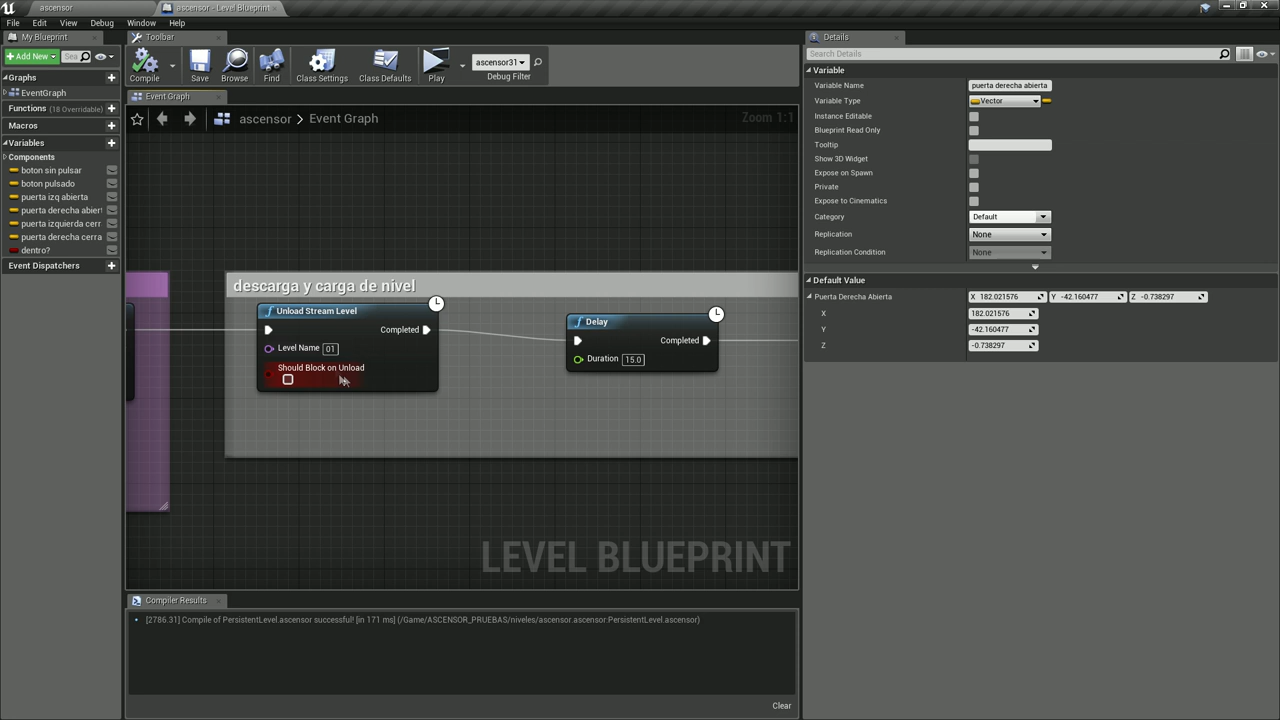 ascensor
ascensor - Level Blueprint
File Edit View Debug Window Help
My Blueprint
Add New
Sea
Graphs
EventGraph
Functions (18 Overridable)
Macros
Variables
Components
boton sin pulsar
boton pulsado
puerta izq abierta
puerta derecha abiert
puerta izquierda cerr
puerta derecha cerra
dentro?
Event Dispatchers
Toolbar
Compile
Save
Browse
Find
Class Settings
Class Defaults
Play
ascensor31
Debug Filter
Event Graph
ascensor > Event Graph
Zoom 1:1
descarga y carga de nivel
Unload Stream Level
Completed
Level Name 01
Should Block on Unload
Delay
Completed
Duration 15.0
LEVEL BLUEPRINT
Compiler Results
[2786.31] Compile of PersistentLevel.ascensor successful! [in 171 ms] (/Game/ASCENSOR_PRUEBAS/niveles/ascensor.ascensor:PersistentLevel.ascensor)
Clear
Details
Search Details
Variable
Variable Name puerta derecha abierta
Variable Type Vector
Instance Editable
Blueprint Read Only
Tooltip
Show 3D Widget
Expose on Spawn
Private
Expose to Cinematics
Category Default
Replication None
Replication Condition None
Default Value
Puerta Derecha Abierta X 182.021576 Y -42.160477 Z -0.738297
X 182.021576
Y -42.160477
Z -0.738297